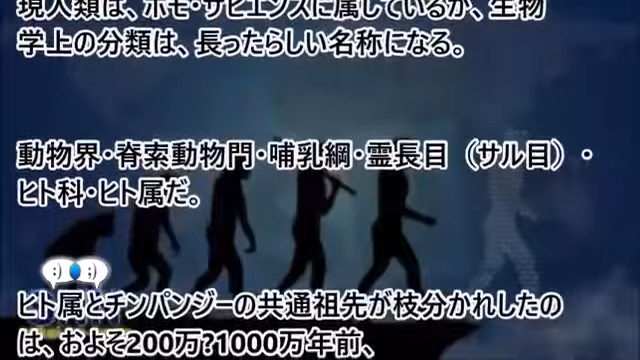 現人類は、ホモ・サピエンスに属しているが、生物
学上の分類は、長ったらしい名称になる。
動物界・脊索動物門・哺乳綱・霊長目（サル目）・
ヒト科・ヒト属だ。
ヒト属とチンパンジーの共通祖先が枝分かれしたの
は、およそ200万?1000万年前、